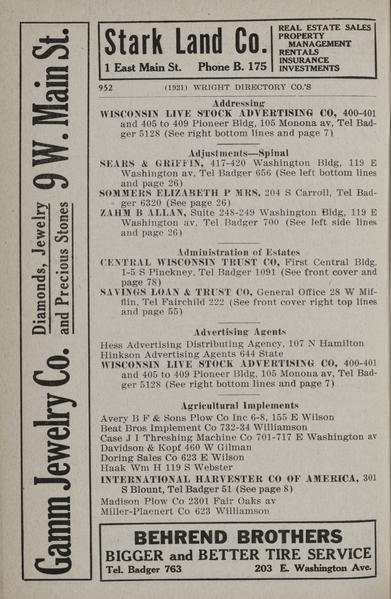 Stark Land Co.
1 East Main St. Phone B. 175
REAL ESTATE SALES
PROPERTY
MANAGEMENT
RENTALS
INSURANCE
INVESTMENTS
952 (1921) WRIGHT DIRECTORY CO.'S
Addressing
WISCONSIN LIVE STOCK ADVERTISING CO, 400-401
and 405 to 409 Pioneer Bldg, 105 Monona av, Tel Bad-
ger 5128 (See right bottom lines and page 7)
Adjustments—Spinal
SEARS & GRIFFIN, 417-420 Washington Bldg, 119 E
Washington av, Tel Badger 656 (See left bottom lines
and page 26)
SOMMERS ELIZABETH P MRS, 204 S Carroll, Tel Bad-
ger 6320 (See page 26)
ZAHM B ALLAN, Suite 248-249 Washington Bldg, 119 E
Washington av, Tel Badger 700 (See left side lines
and page 26)
Administration of Estates
CENTRAL WISCONSIN TRUST CO, First Central Bldg,
1-5 S Pinckney, Tel Badger 1091 (See front cover and
page 78)
SAVINGS LOAN & TRUST CO, General Office 28 W Mif-
flin, Tel Fairchild 222 (See front cover right top lines
and page 55)
Advertising Agents
Hess Advertising Distributing Agency, 107 N Hamilton
Hinkson Advertising Agents 644 State
WISCONSIN LIVE STOCK ADVERTISING CO, 400-401
and 405 to 409 Pioneer Bldg, 105 Monona av, Tel Bad-
ger 5128 (See right bottom lines and page 7)
Agricultural Implements
Avery B F & Sons Plow Co Inc 6-8, 155 E Wilson
Beat Bros Implement Co 732-34 Williamson
Case J I Threshing Machine Co 701-717 E Washington av
Davidson & Kopf 460 W Gilman
Doring Sales Co 623 E Wilson
Haak Wm H 119 S Webster
INTERNATIONAL HARVESTER CO OF AMERICA, 301
S Blount, Tel Badger 51 (See page 8)
Madison Plow Co 2301 Fair Oaks av
Miller-Plaenert Co 623 Williamson
BEHREND BROTHERS
BIGGER and BETTER TIRE SERVICE
Tel. Badger 763 203 E. Washington Ave.
Gamm Jewelry Co. Diamonds, Jewelry
and Precious Stones 9 W. Main St.